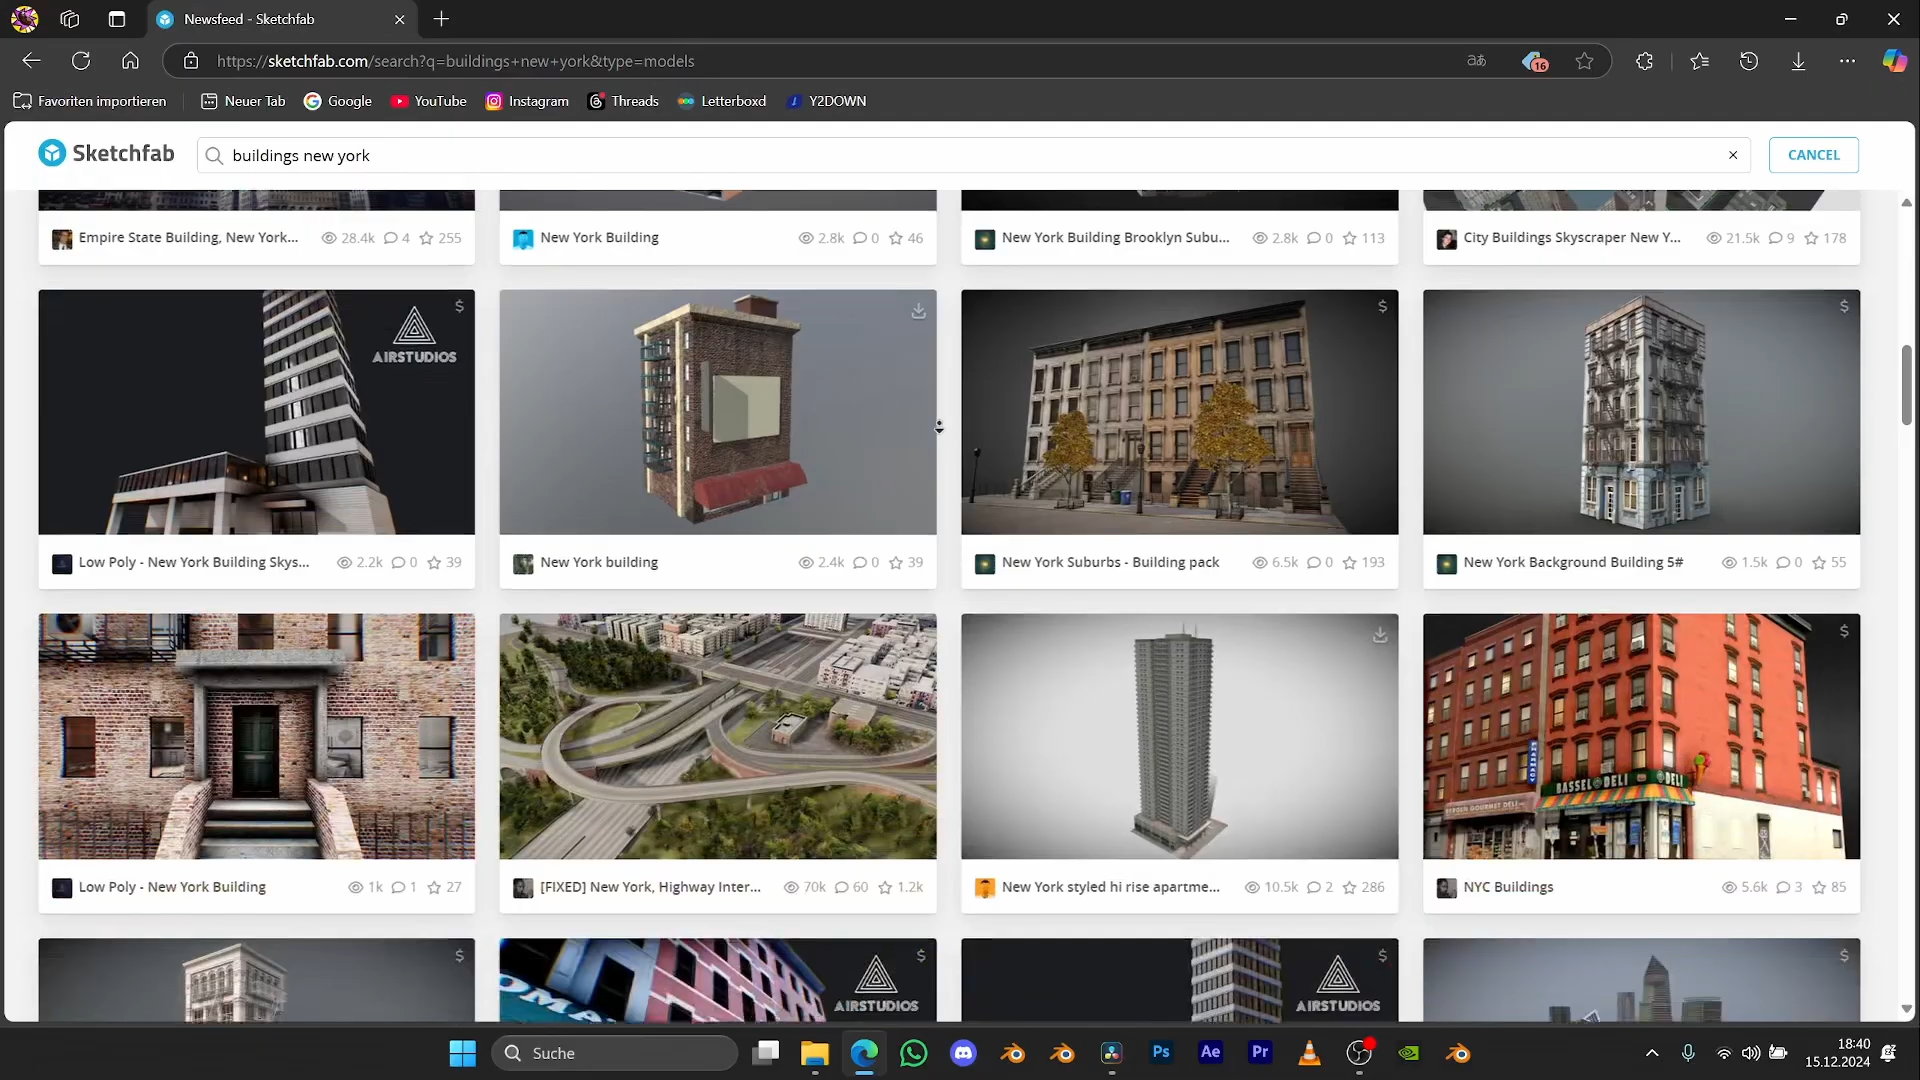 Newsfeed - Sketchfab
https://sketchfab.com/search?q=buildings+new+york&type=models
aあ
16
Favoriten importieren
Neuer Tab
Google
YouTube
Instagram
Threads
Letterboxd
Y2DOWN
Sketchfab
buildings new york
CANCEL
Empire State Building, New York...
28.4k
4
255
New York Building
2.8k
0
46
New York Building Brooklyn Subu...
2.8k
0
113
City Buildings Skyscraper New Y...
21.5k
9
178
$
AIRSTUDIOS
$
$
Low Poly - New York Building Skys...
2.2k
0
39
New York building
2.4k
0
39
New York Suburbs - Building pack
6.5k
0
193
New York Background Building 5#
1.5k
0
55
$
PHARMACY
BASSEL DELI
DELI
Low Poly - New York Building
1k
1
27
[FIXED] New York, Highway Inter...
70k
60
1.2k
New York styled hi rise apartme...
10.5k
2
286
NYC Buildings
5.6k
3
85
$
$
AIRSTUDIOS
$
AIRSTUDIOS
$
Suche
Ps
Ae
Pr
18:40
15.12.2024